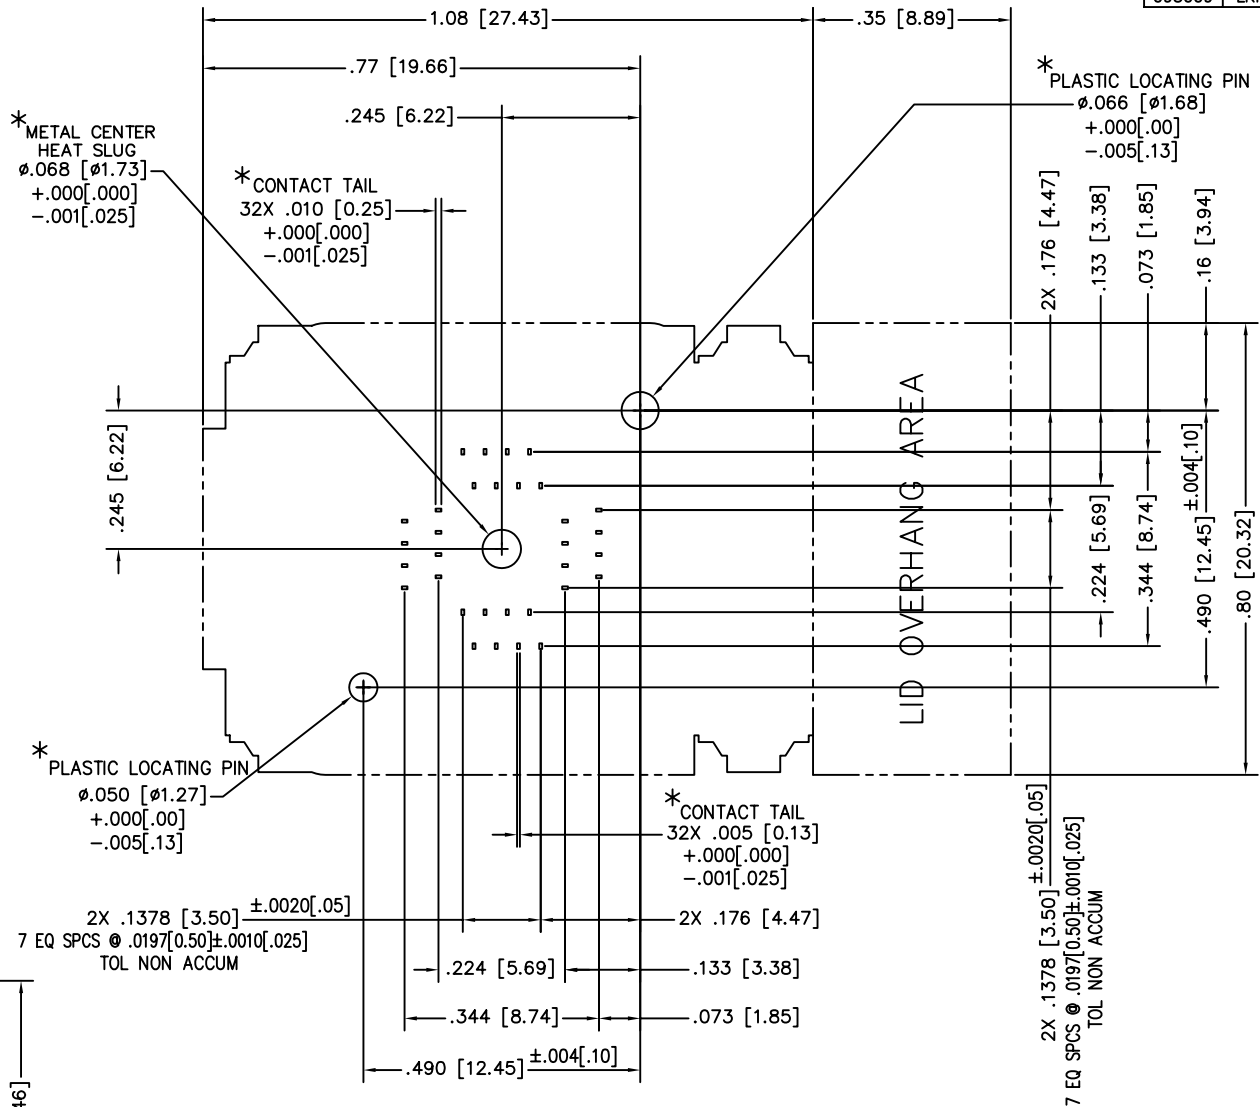 1.08 [27.43]
.35 [8.89]
.77 [19.66]
.245 [6.22]
*PLASTIC LOCATING PIN
ø.066 [ø1.68]
+.000[.00]
-.005[.13]
*METAL CENTER
HEAT SLUG
ø.068 [ø1.73]
+.000[.000]
-.001[.025]
*CONTACT TAIL
32X .010 [0.25]
+.000[.000]
-.001[.025]
2X .176 [4.47]
.133 [3.38]
.073 [1.85]
.16 [3.94]
.245 [6.22]
LID OVERHANG AREA
.224 [5.69]
.344 [8.74]
.490 [12.45] ±.004[.10]
.80 [20.32]
*PLASTIC LOCATING PIN
ø.050 [ø1.27]
+.000[.00]
-.005[.13]
*CONTACT TAIL
32X .005 [0.13]
+.000[.000]
-.001[.025]
2X .1378 [3.50] ±.0020[.05]
7 EQ SPCS @ .0197[0.50]±.0010[.025]
TOL NON ACCUM
2X .176 [4.47]
2X .1378 [3.50] ±.0020[.05]
7 EQ SPCS @ .0197[0.50]±.0010[.025]
TOL NON ACCUM
.224 [5.69]
.133 [3.38]
.344 [8.74]
.073 [1.85]
.490 [12.45] ±.004[.10]